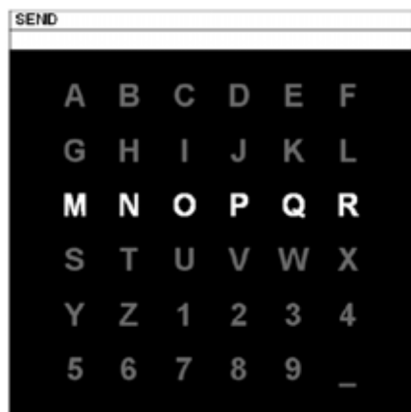 SEND
A B C D E F
G H I J K L
M N O P Q R
S T U V W X
Y Z 1 2 3 4
5 6 7 8 9 _